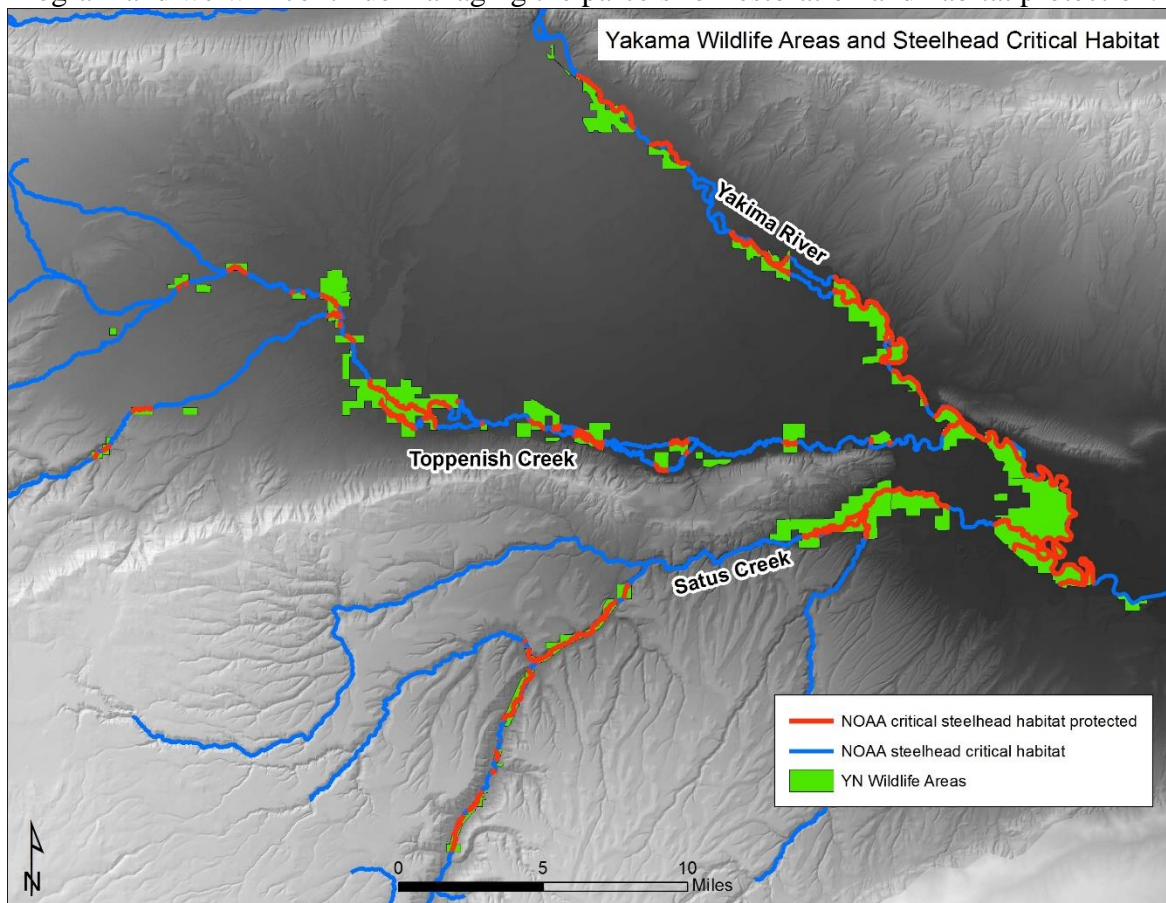 Yakama Wildlife Areas and Steelhead Critical Habitat
Yakima River
Toppenish Creek
Satus Creek
NOAA critical steelhead habitat protected
NOAA steelhead critical habitat
YN Wildlife Areas
N
0 5 10
Miles